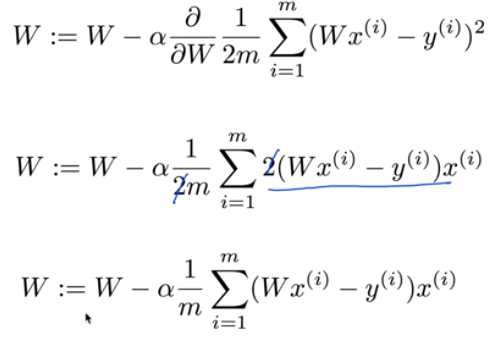 W := W − α ∂/∂W 1/2m ∑_{i=1}^{m} (Wx^{(i)} − y^{(i)})^2
W := W − α 1/2m ∑_{i=1}^{m} 2(Wx^{(i)} − y^{(i)})x^{(i)}
W := W − α 1/m ∑_{i=1}^{m} (Wx^{(i)} − y^{(i)})x^{(i)}